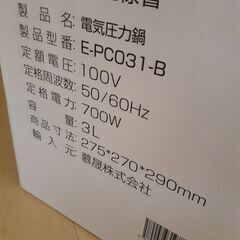 製品名：電気圧力鍋
製品型番：E-PC031-B
定額電圧：100V
定格周波数：50/60Hz
定格電力：700W
容量：3L
商品寸法：275*270*290mm
輸入元：慕晟株式会社